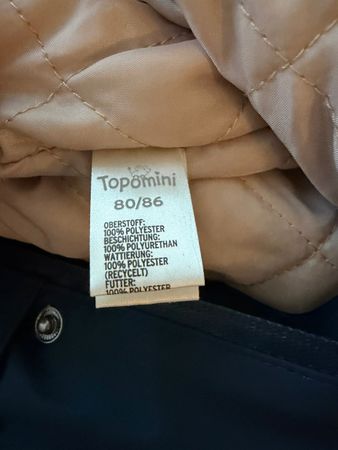 Topomini
80/86
OBERSTOFF:
100% POLYESTER
BESCHICHTUNG:
100% POLYURETHAN
WATTIERUNG:
100% POLYESTER
(RECYCELT)
FUTTER:
100% POLYESTER